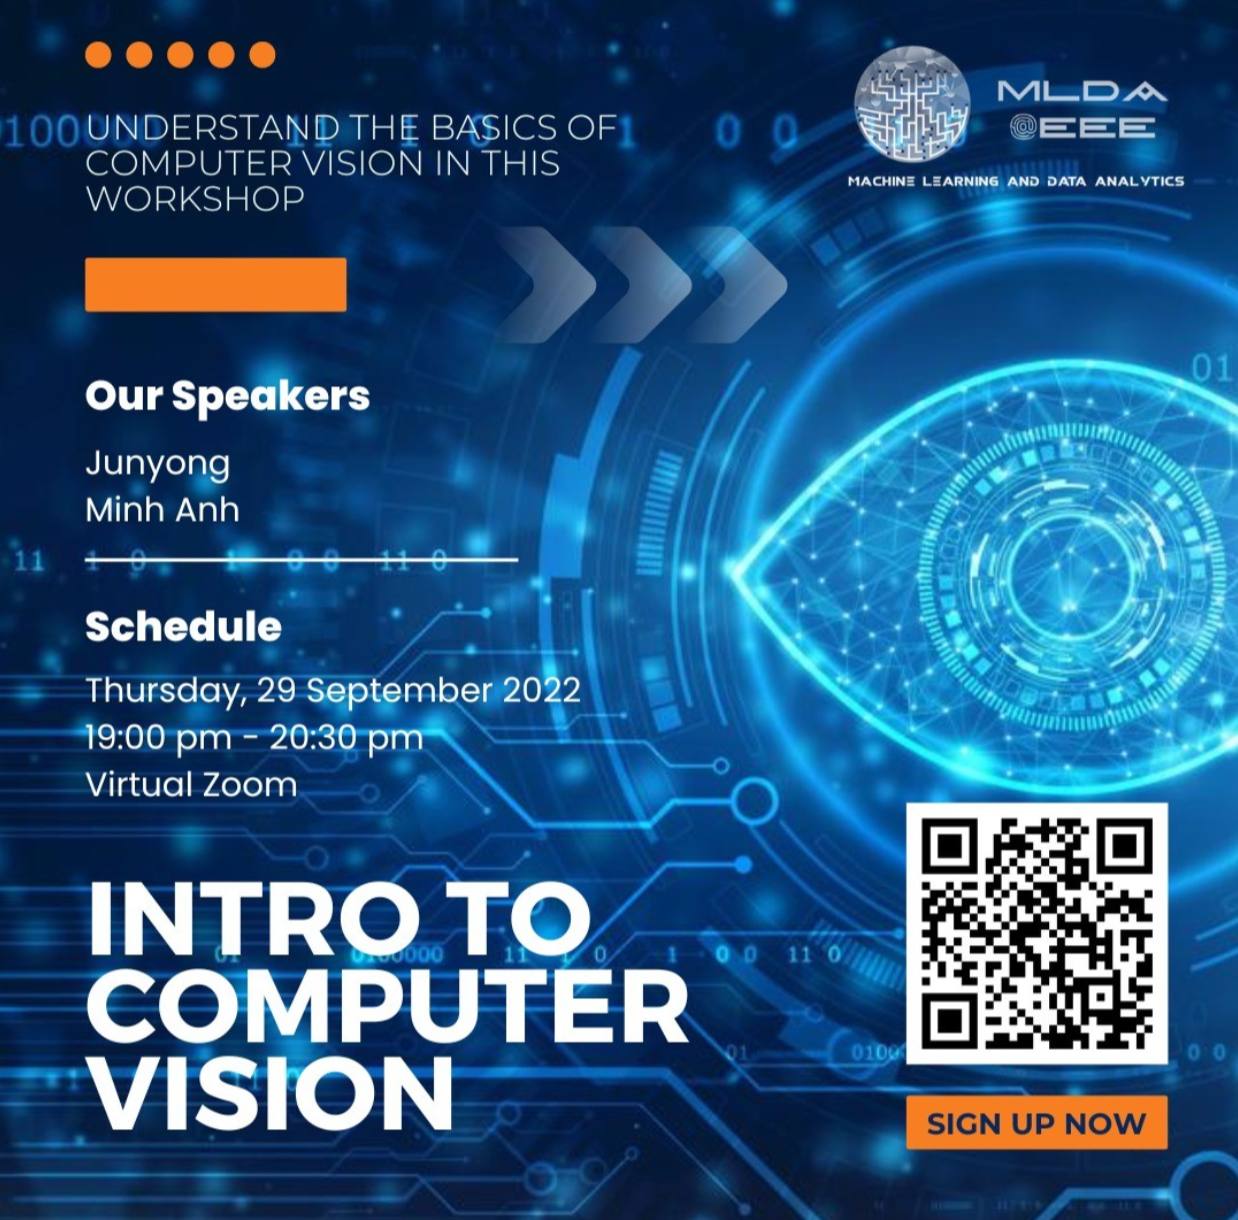 UNDERSTAND THE BASICS OF
COMPUTER VISION IN THIS
WORKSHOP
MLDA
@EEE
MACHINE LEARNING AND DATA ANALYTICS
Our Speakers
Junyong
Minh Anh
Schedule
Thursday, 29 September 2022
19:00 pm - 20:30 pm
Virtual Zoom
INTRO TO
COMPUTER
VISION
SIGN UP NOW